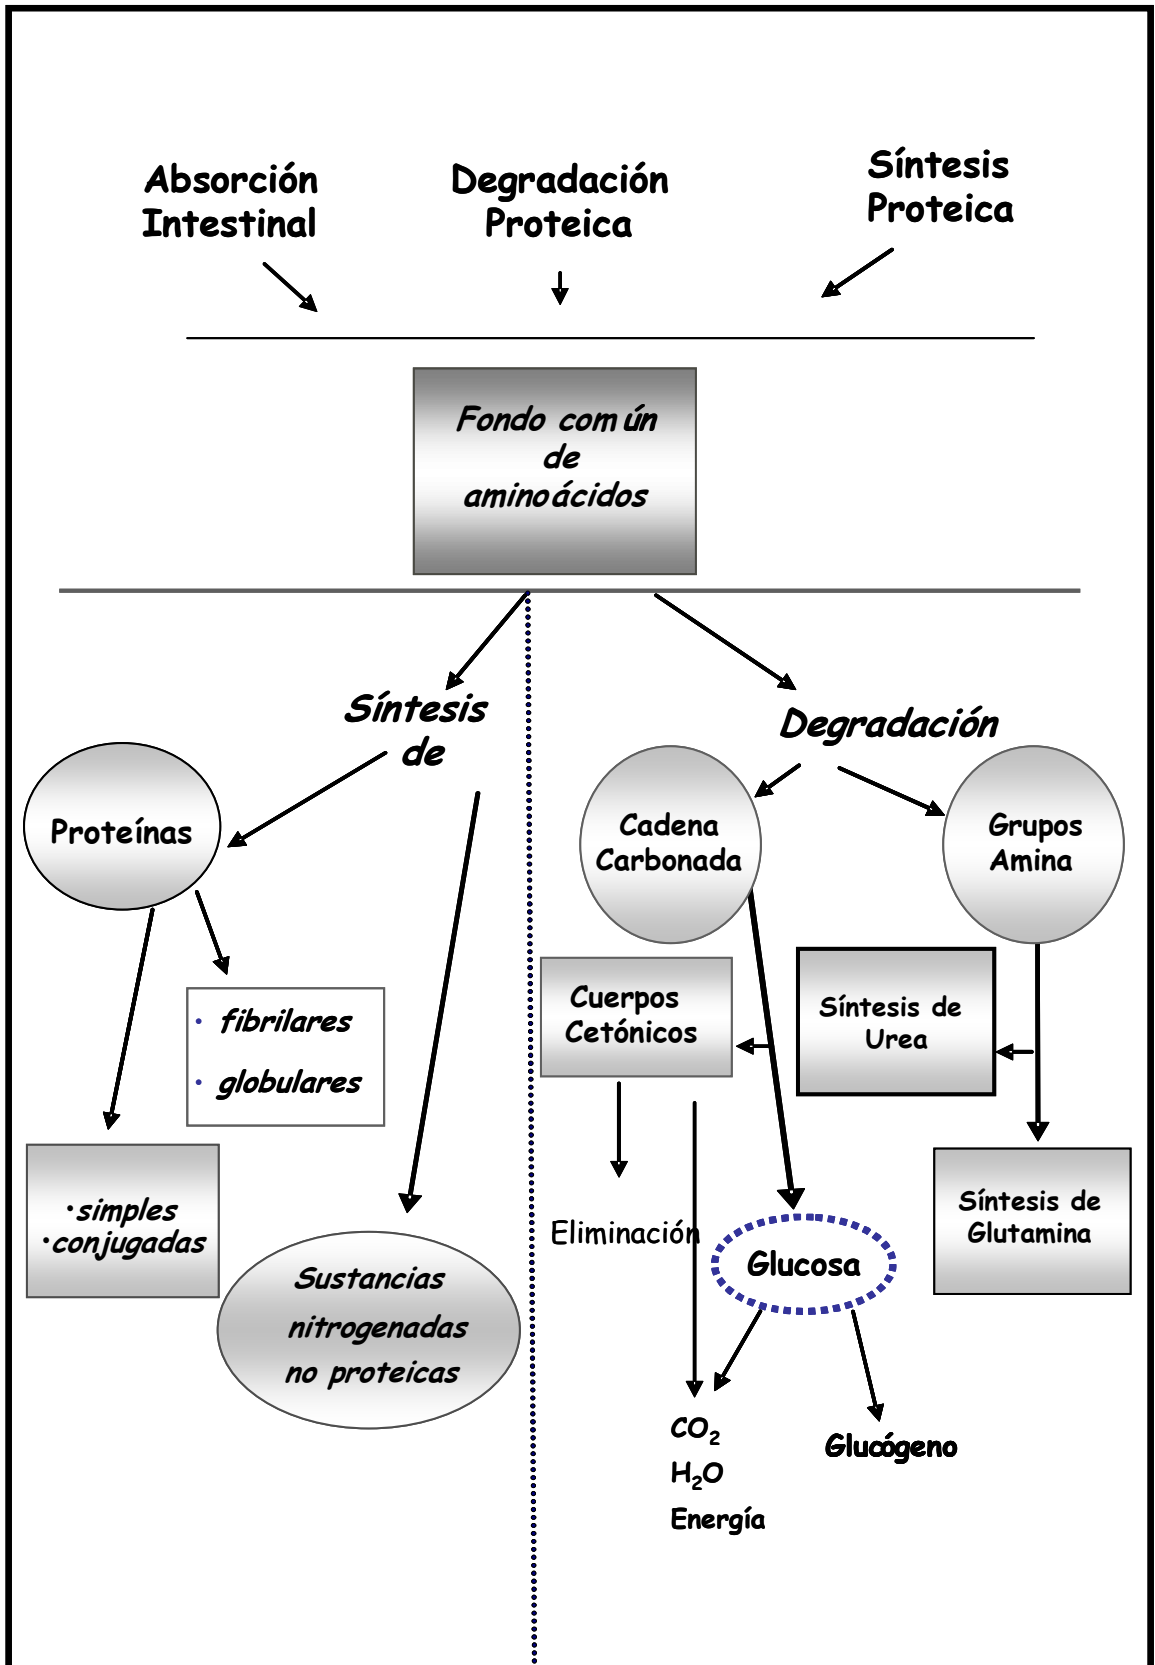 Absorción
Intestinal
Degradación
Proteica
Síntesis
Proteica
Fondo común
de
aminoácidos
Síntesis
de
Degradación
Proteínas
Cadena
Carbonada
Grupos
Amina
• fibrilares
• globulares
Cuerpos
Cetónicos
Síntesis de
Urea
•simples
•conjugadas
Síntesis de
Glutamina
Eliminación
Glucosa
Sustancias
nitrogenadas
no proteicas
CO₂
H₂O
Energía
Glucógeno